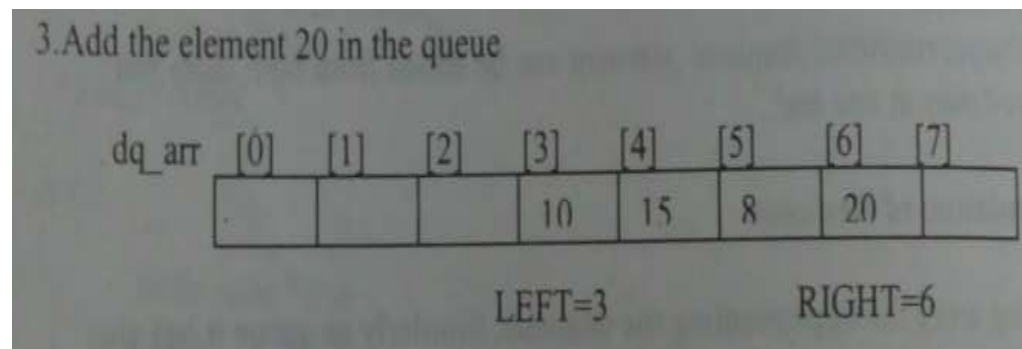 3.Add the element 20 in the queue
dq_arr [0] [1] [2] [3] [4] [5] [6] [7]
10 15 8 20
LEFT=3 RIGHT=6